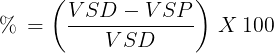 % = (VSD − VSP / VSD) X 100